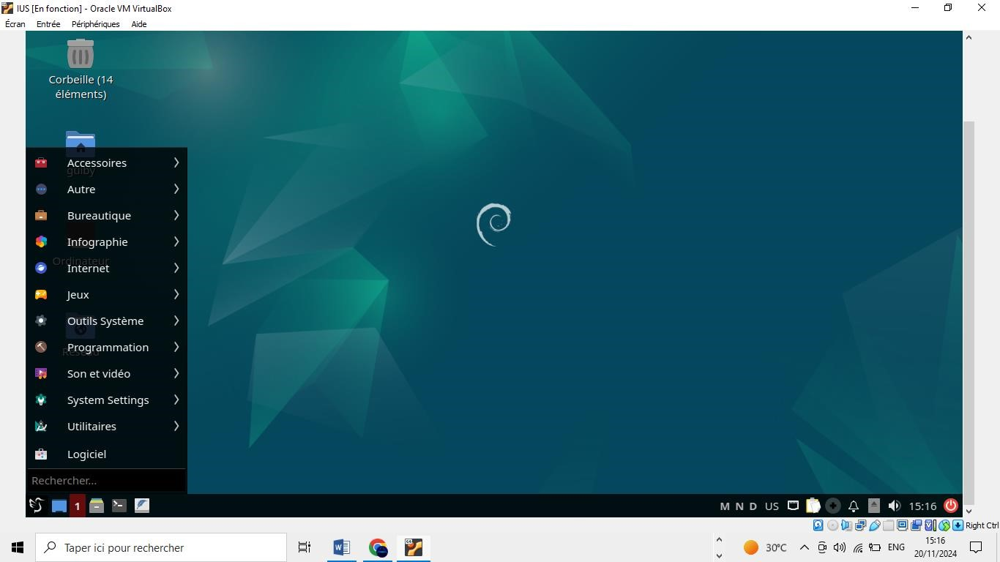 IUS [En fonction] - Oracle VM VirtualBox
Écran Entrée Périphériques Aide
Corbeille (14
éléments)
Accessoires
guiby
Autre
Bureautique
Infographie
Ordinateur
Internet
Jeux
Outils Système
Programmation
Réseau
Son et vidéo
System Settings
Utilitaires
Logiciel
Rechercher...
1 M N D US 15:16
Right Ctrl
Taper ici pour rechercher 30°C ENG 15:16
20/11/2024